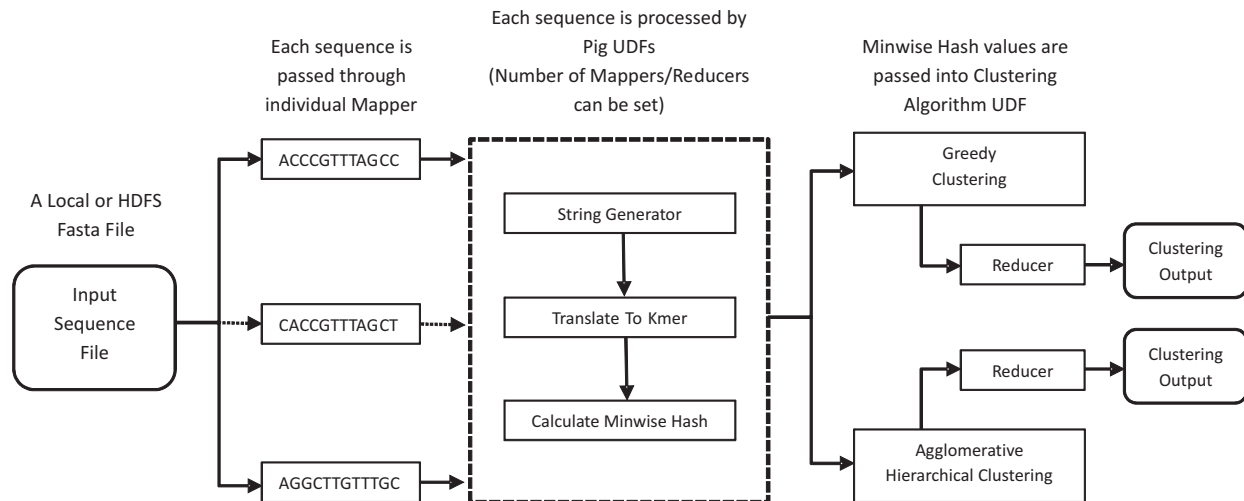 A Local or HDFS
Fasta File
Input
Sequence
File
Each sequence is
passed through
individual Mapper
ACCCGTTTAGCC
CACCGTTTAGCT
AGGCTTGTTTGC
Each sequence is processed by
Pig UDFs
(Number of Mappers/Reducers
can be set)
String Generator
Translate To Kmer
Calculate Minwise Hash
Minwise Hash values are
passed into Clustering
Algorithm UDF
Greedy
Clustering
Reducer
Clustering
Output
Reducer
Clustering
Output
Agglomerative
Hierarchical Clustering